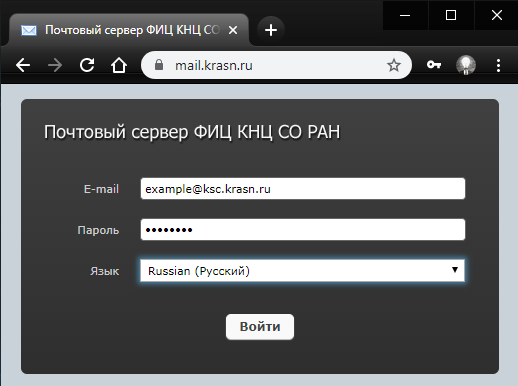 Почтовый сервер ФИЦ КНЦ СО
mail.krasn.ru
Почтовый сервер ФИЦ КНЦ СО РАН
E-mail example@ksc.krasn.ru
Пароль ••••••••
Язык Russian (Русский)
Войти